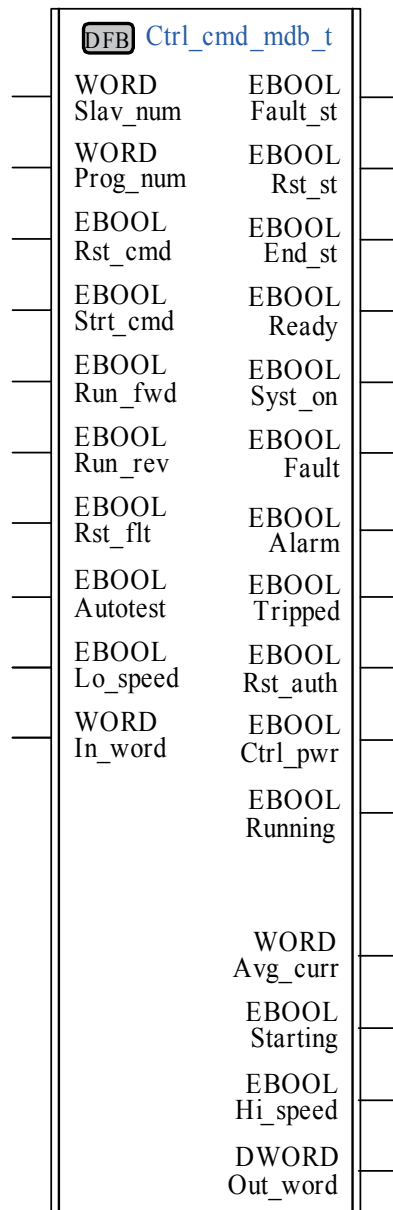 DFB Ctrl_cmd_mdb_t
WORD EBOOL
Slav_num Fault_st
WORD EBOOL
Prog_num Rst_st
EBOOL EBOOL
Rst_cmd End_st
EBOOL EBOOL
Strt_cmd Ready
EBOOL EBOOL
Run_fwd Syst_on
EBOOL EBOOL
Run_rev Fault
EBOOL EBOOL
Rst_flt Alarm
EBOOL EBOOL
Autotest Tripped
EBOOL EBOOL
Lo_speed Rst_auth
WORD EBOOL
In_word Ctrl_pwr
EBOOL
Running
WORD
Avg_curr
EBOOL
Starting
EBOOL
Hi_speed
DWORD
Out_word